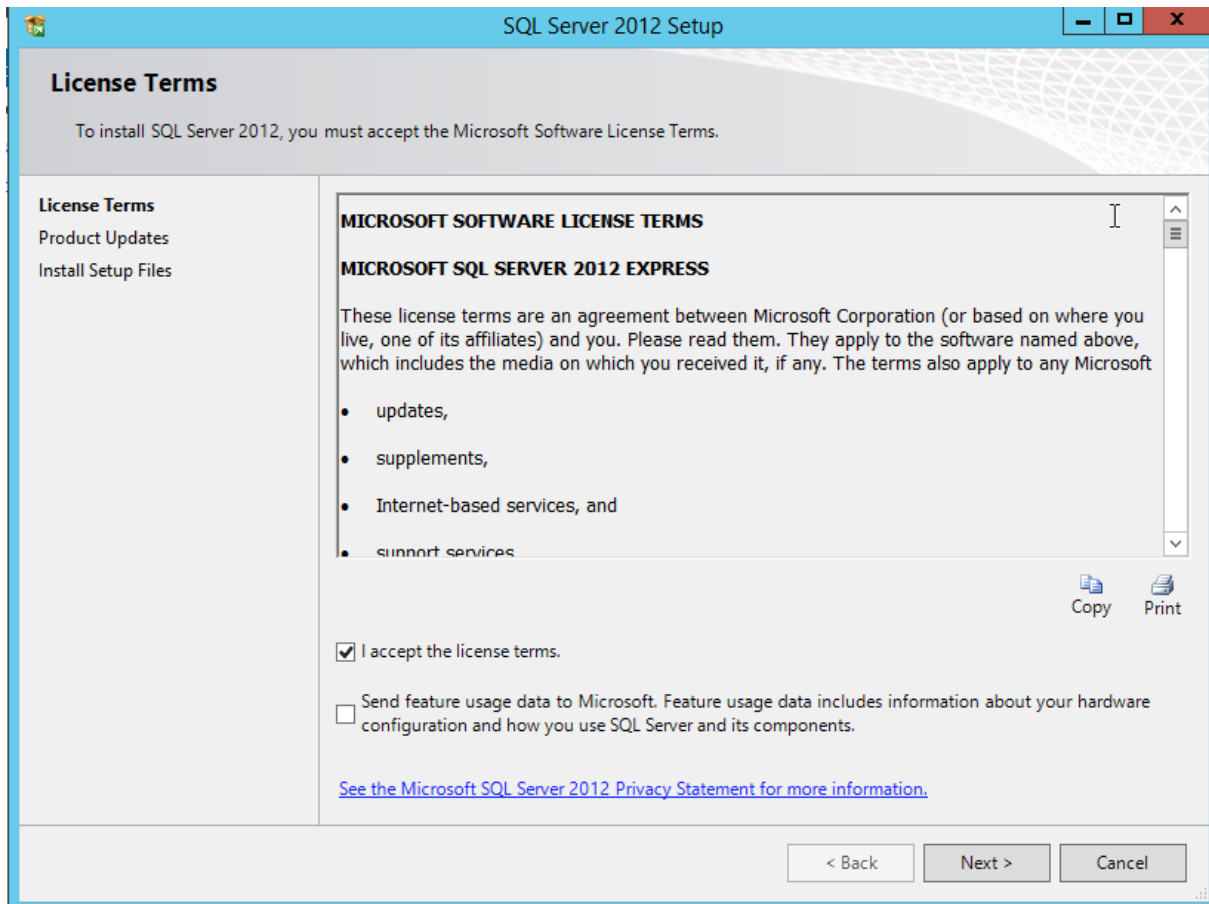 SQL Server 2012 Setup
License Terms
To install SQL Server 2012, you must accept the Microsoft Software License Terms.
License Terms
Product Updates
Install Setup Files
MICROSOFT SOFTWARE LICENSE TERMS
MICROSOFT SQL SERVER 2012 EXPRESS
These license terms are an agreement between Microsoft Corporation (or based on where you
live, one of its affiliates) and you. Please read them. They apply to the software named above,
which includes the media on which you received it, if any. The terms also apply to any Microsoft
• updates,
• supplements,
• Internet-based services, and
• support services
Copy Print
I accept the license terms.
Send feature usage data to Microsoft. Feature usage data includes information about your hardware
configuration and how you use SQL Server and its components.
See the Microsoft SQL Server 2012 Privacy Statement for more information.
< Back Next > Cancel